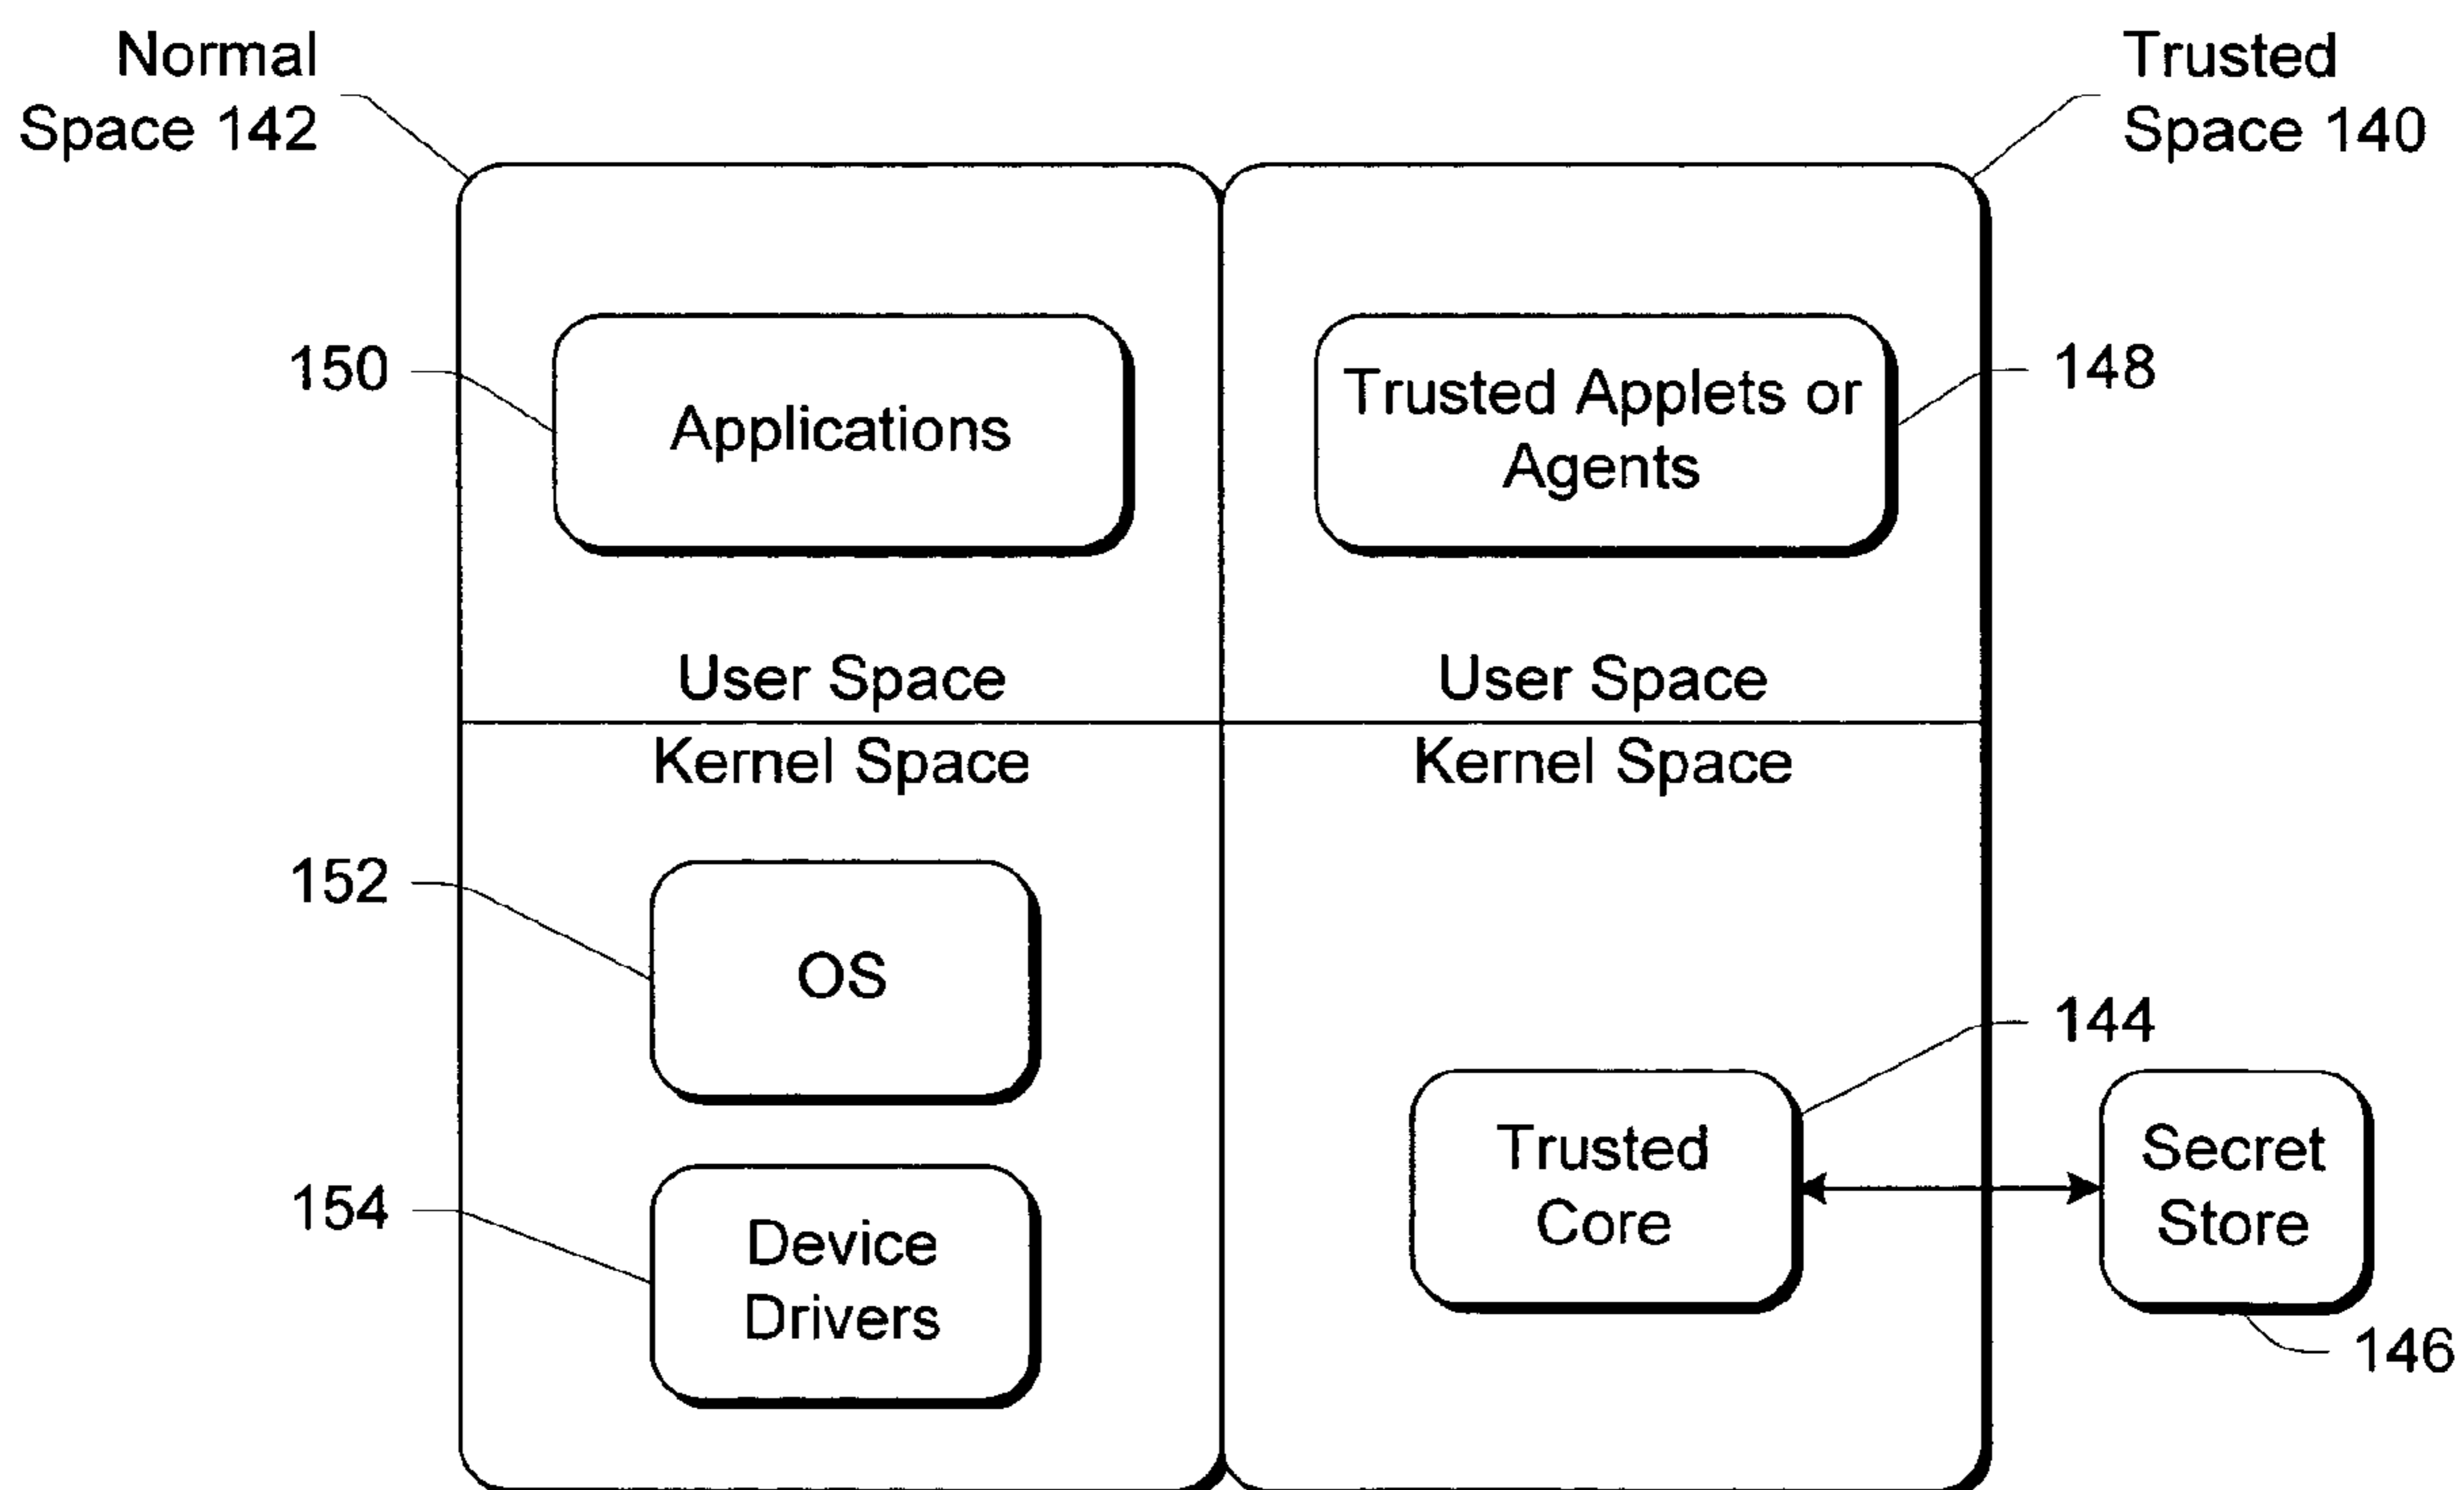 Normal
Space 142
Trusted
Space 140
150
Applications
Trusted Applets or
Agents
148
User Space
User Space
Kernel Space
Kernel Space
152
OS
144
Trusted
Core
Secret
Store
154
Device
Drivers
146